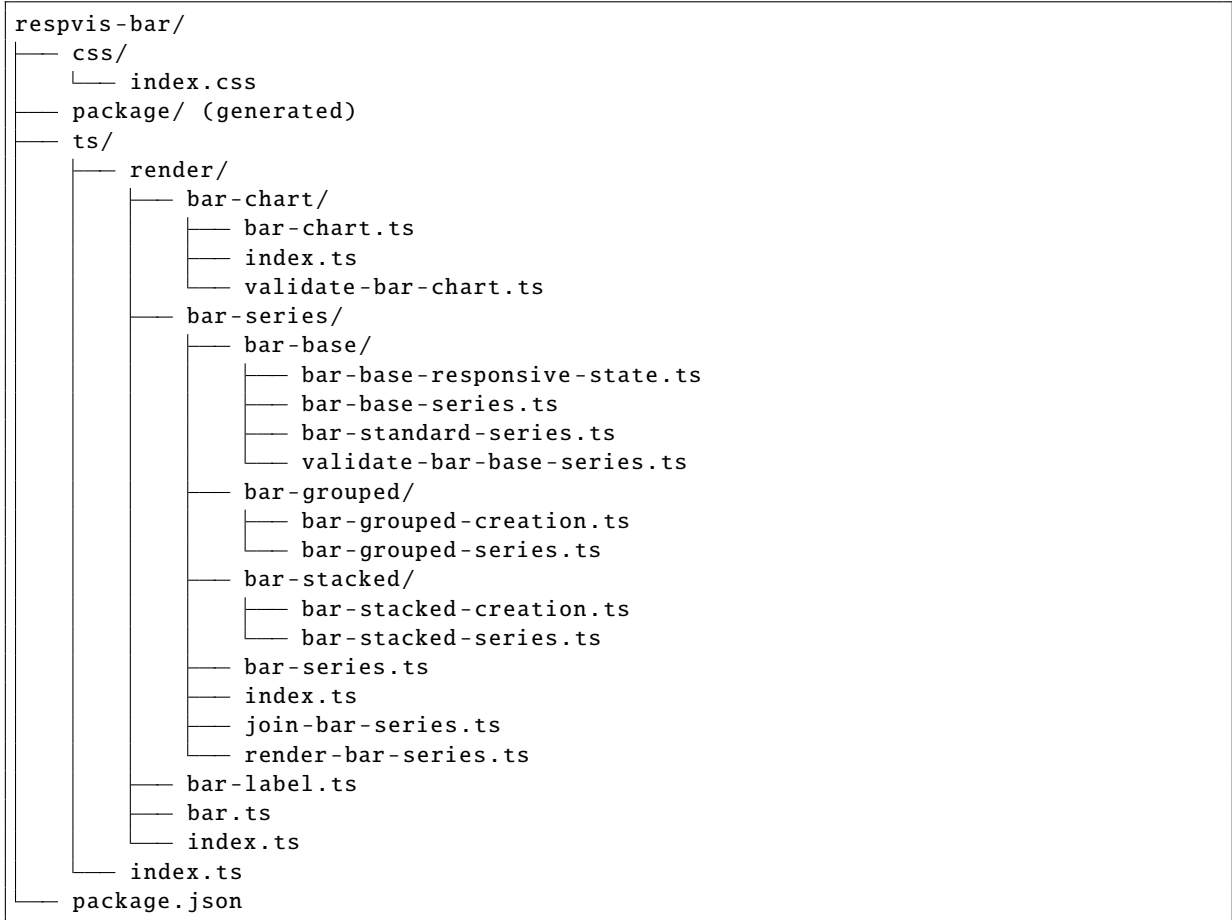 respvis-bar/
├── css/
│   └── index.css
├── package/ (generated)
├── ts/
│   ├── render/
│   │   ├── bar-chart/
│   │   │   ├── bar-chart.ts
│   │   │   ├── index.ts
│   │   │   └── validate-bar-chart.ts
│   │   ├── bar-series/
│   │   │   ├── bar-base/
│   │   │   │   ├── bar-base-responsive-state.ts
│   │   │   │   ├── bar-base-series.ts
│   │   │   │   ├── bar-standard-series.ts
│   │   │   │   └── validate-bar-base-series.ts
│   │   │   ├── bar-grouped/
│   │   │   │   ├── bar-grouped-creation.ts
│   │   │   │   └── bar-grouped-series.ts
│   │   │   ├── bar-stacked/
│   │   │   │   ├── bar-stacked-creation.ts
│   │   │   │   └── bar-stacked-series.ts
│   │   │   ├── bar-series.ts
│   │   │   ├── index.ts
│   │   │   ├── join-bar-series.ts
│   │   │   └── render-bar-series.ts
│   │   ├── bar-label.ts
│   │   ├── bar.ts
│   │   └── index.ts
│   └── index.ts
└── package.json